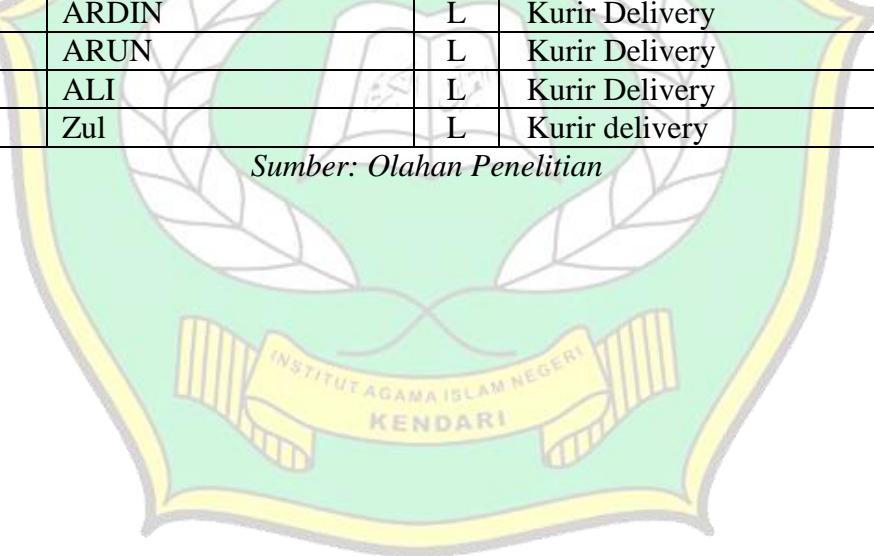 ARDIN L Kurir Delivery
ARUN L Kurir Delivery
ALI L Kurir Delivery
Zul L Kurir delivery
Sumber: Olahan Penelitian
INSTITUT AGAMA ISLAM NEGERI
KENDARI